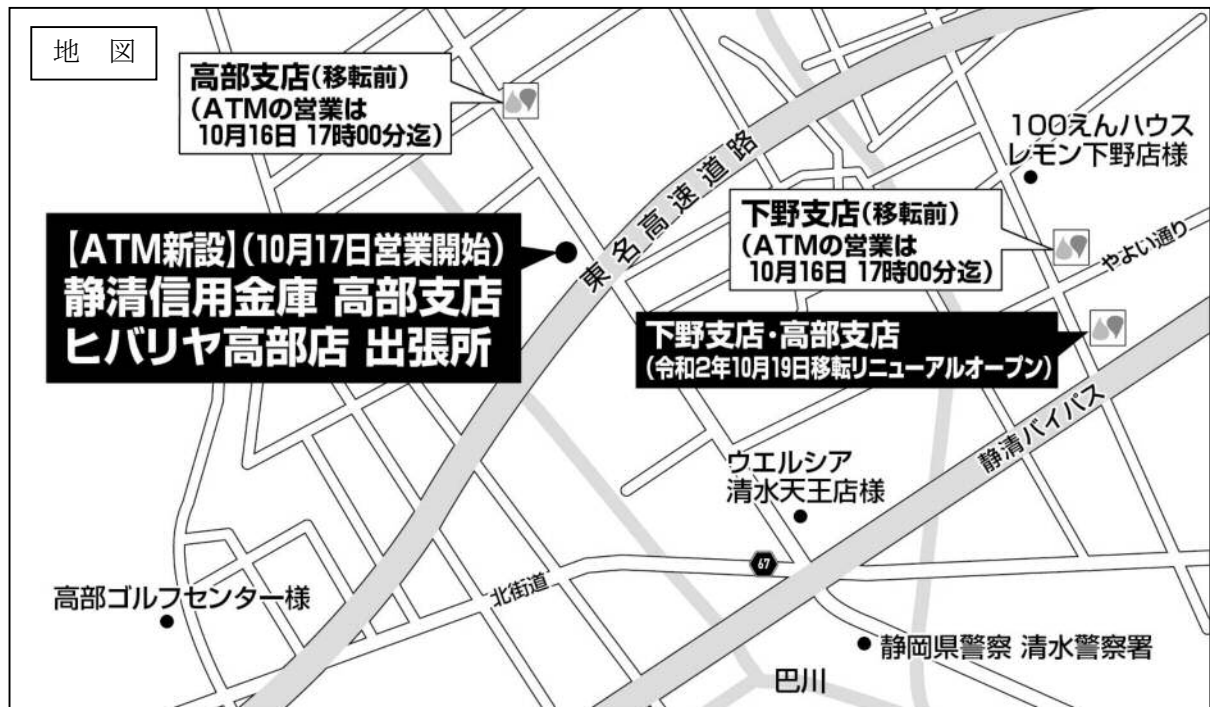 地　図
高部支店(移転前)
(ATMの営業は
10月16日 17時00分迄)
100えんハウス
レモン下野店様
東名高速道路
下野支店(移転前)
(ATMの営業は
10月16日 17時00分迄)
やよい通り
【ATM新設】(10月17日営業開始)
静清信用金庫 高部支店
ヒバリヤ高部店 出張所
下野支店・高部支店
(令和2年10月19日移転リニューアルオープン)
静清バイパス
ウエルシア
清水天王店様
67
北街道
高部ゴルフセンター様
静岡県警察 清水警察署
巴川